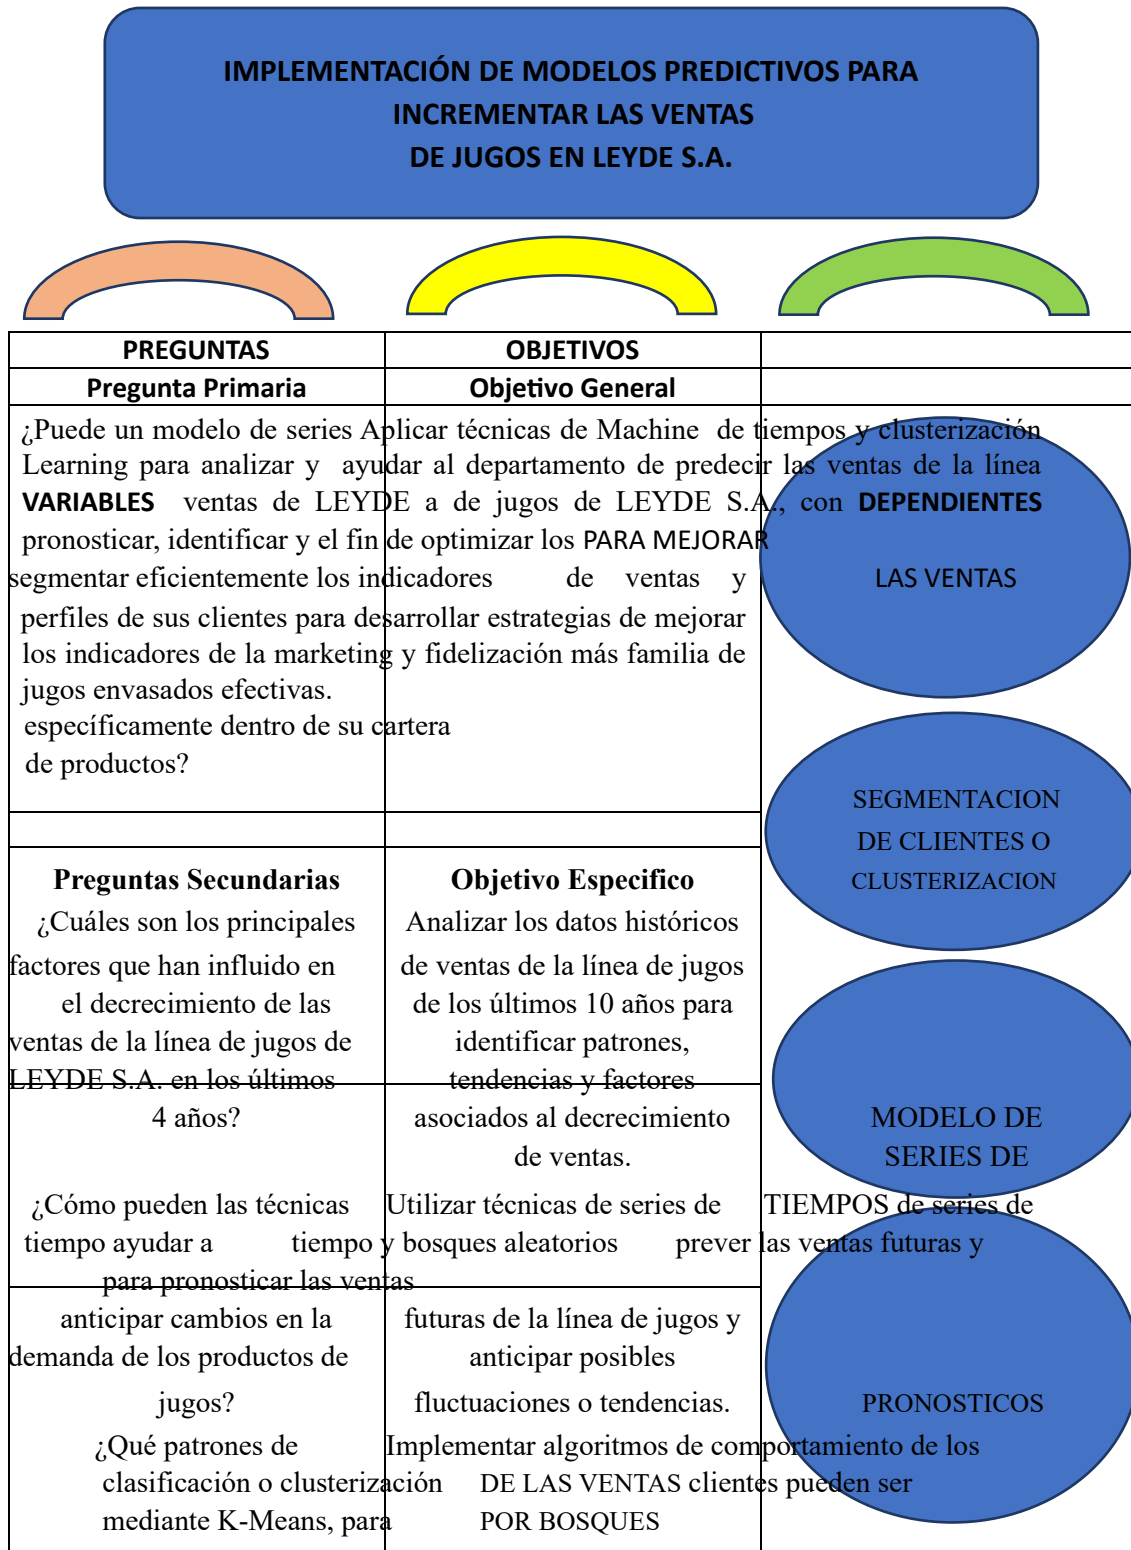 IMPLEMENTACIÓN DE MODELOS PREDICTIVOS PARA
INCREMENTAR LAS VENTAS
DE JUGOS EN LEYDE S.A.
PREGUNTAS OBJETIVOS
Pregunta Primaria Objetivo General
¿Puede un modelo de series Aplicar técnicas de Machine de tiempos y clusterización
Learning para analizar y ayudar al departamento de predecir las ventas de la línea
VARIABLES ventas de LEYDE a de jugos de LEYDE S.A., con DEPENDIENTES
pronosticar, identificar y el fin de optimizar los PARA MEJORAR
segmentar eficientemente los indicadores de ventas y LAS VENTAS
perfiles de sus clientes para desarrollar estrategias de mejorar
los indicadores de la marketing y fidelización más familia de
jugos envasados efectivas.
específicamente dentro de su cartera
de productos?
SEGMENTACION
DE CLIENTES O
CLUSTERIZACION
Preguntas Secundarias Objetivo Especifico
¿Cuáles son los principales Analizar los datos históricos
factores que han influido en de ventas de la línea de jugos
el decrecimiento de las de los últimos 10 años para
ventas de la línea de jugos de identificar patrones,
LEYDE S.A. en los últimos tendencias y factores
4 años? asociados al decrecimiento MODELO DE
de ventas. SERIES DE
¿Cómo pueden las técnicas Utilizar técnicas de series de TIEMPOS de series de
tiempo ayudar a tiempo y bosques aleatorios prever las ventas futuras y
para pronosticar las ventas
anticipar cambios en la futuras de la línea de jugos y
demanda de los productos de anticipar posibles
jugos? fluctuaciones o tendencias. PRONOSTICOS
¿Qué patrones de Implementar algoritmos de comportamiento de los
clasificación o clusterización DE LAS VENTAS clientes pueden ser
mediante K-Means, para POR BOSQUES